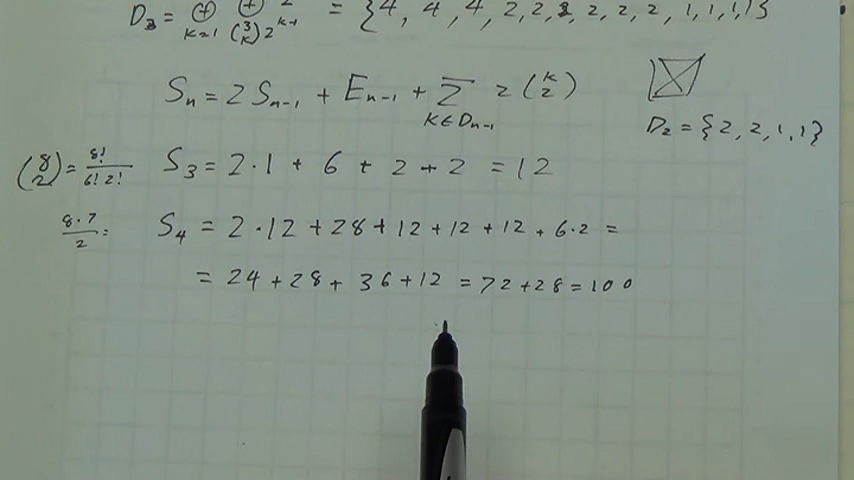 D₃ = ⊕ ⊕ 2 = {4, 4, 4, 2, 2, 2, 2, 2, 2, 1, 1, 1, 1}
k=1 (3 k) 2^(k-1)
Sₙ = 2 Sₙ₋₁ + Eₙ₋₁ + Σ 2 (k 2)
k ∈ Dₙ₋₁
D₂ = {2, 2, 1, 1}
(8 2) = 8! / 6! 2!
S₃ = 2 · 1 + 6 + 2 + 2 = 12
8 · 7 / 2 =
S₄ = 2 · 12 + 28 + 12 + 12 + 12 + 6 · 2 =
= 24 + 28 + 36 + 12 = 72 + 28 = 100